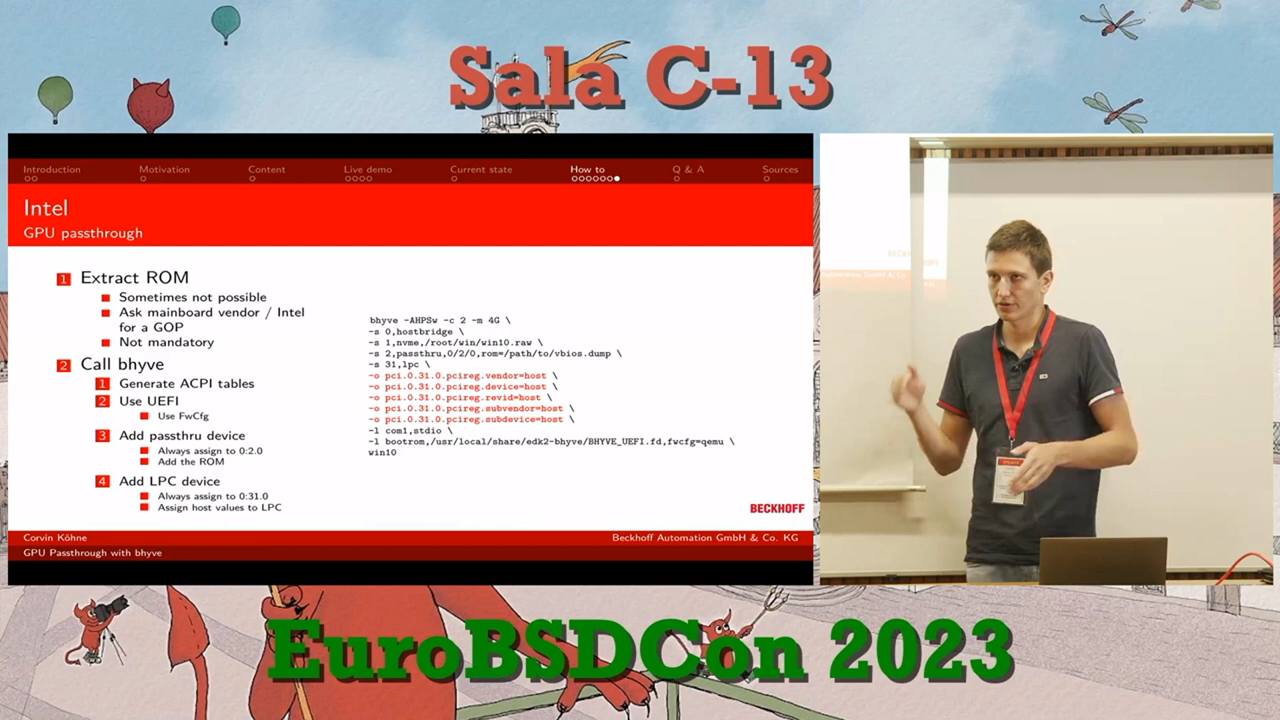 Sala C-13
Introduction
Motivation
Content
Live demo
Current state
How to
Q & A
Sources
Intel
GPU passthrough
1 Extract ROM
Sometimes not possible
Ask mainboard vendor / Intel
for a GOP
Not mandatory
2 Call bhyve
1 Generate ACPI tables
2 Use UEFI
Use FwCfg
3 Add passthru device
Always assign to 0:2.0
Add the ROM
4 Add LPC device
Always assign to 0:31.0
Assign host values to LPC
bhyve -AHPSw -c 2 -m 4G \
-s 0,hostbridge \
-s 1,nvme,/root/win/win10.raw \
-s 2,passthru,0/2/0,rom=/path/to/vbios.dump \
-s 31,lpc \
-o pci.0.31.0.pcireg.vendor=host \
-o pci.0.31.0.pcireg.device=host \
-o pci.0.31.0.pcireg.revid=host \
-o pci.0.31.0.pcireg.subvendor=host \
-o pci.0.31.0.pcireg.subdevice=host \
-l com1,stdio \
-l bootrom,/usr/local/share/edk2-bhyve/BHYVE_UEFI.fd,fwcfg=qemu \
win10
BECKHOFF
Corvin Köhne
Beckhoff Automation GmbH & Co. KG
GPU Passthrough with bhyve
EuroBSDCon 2023